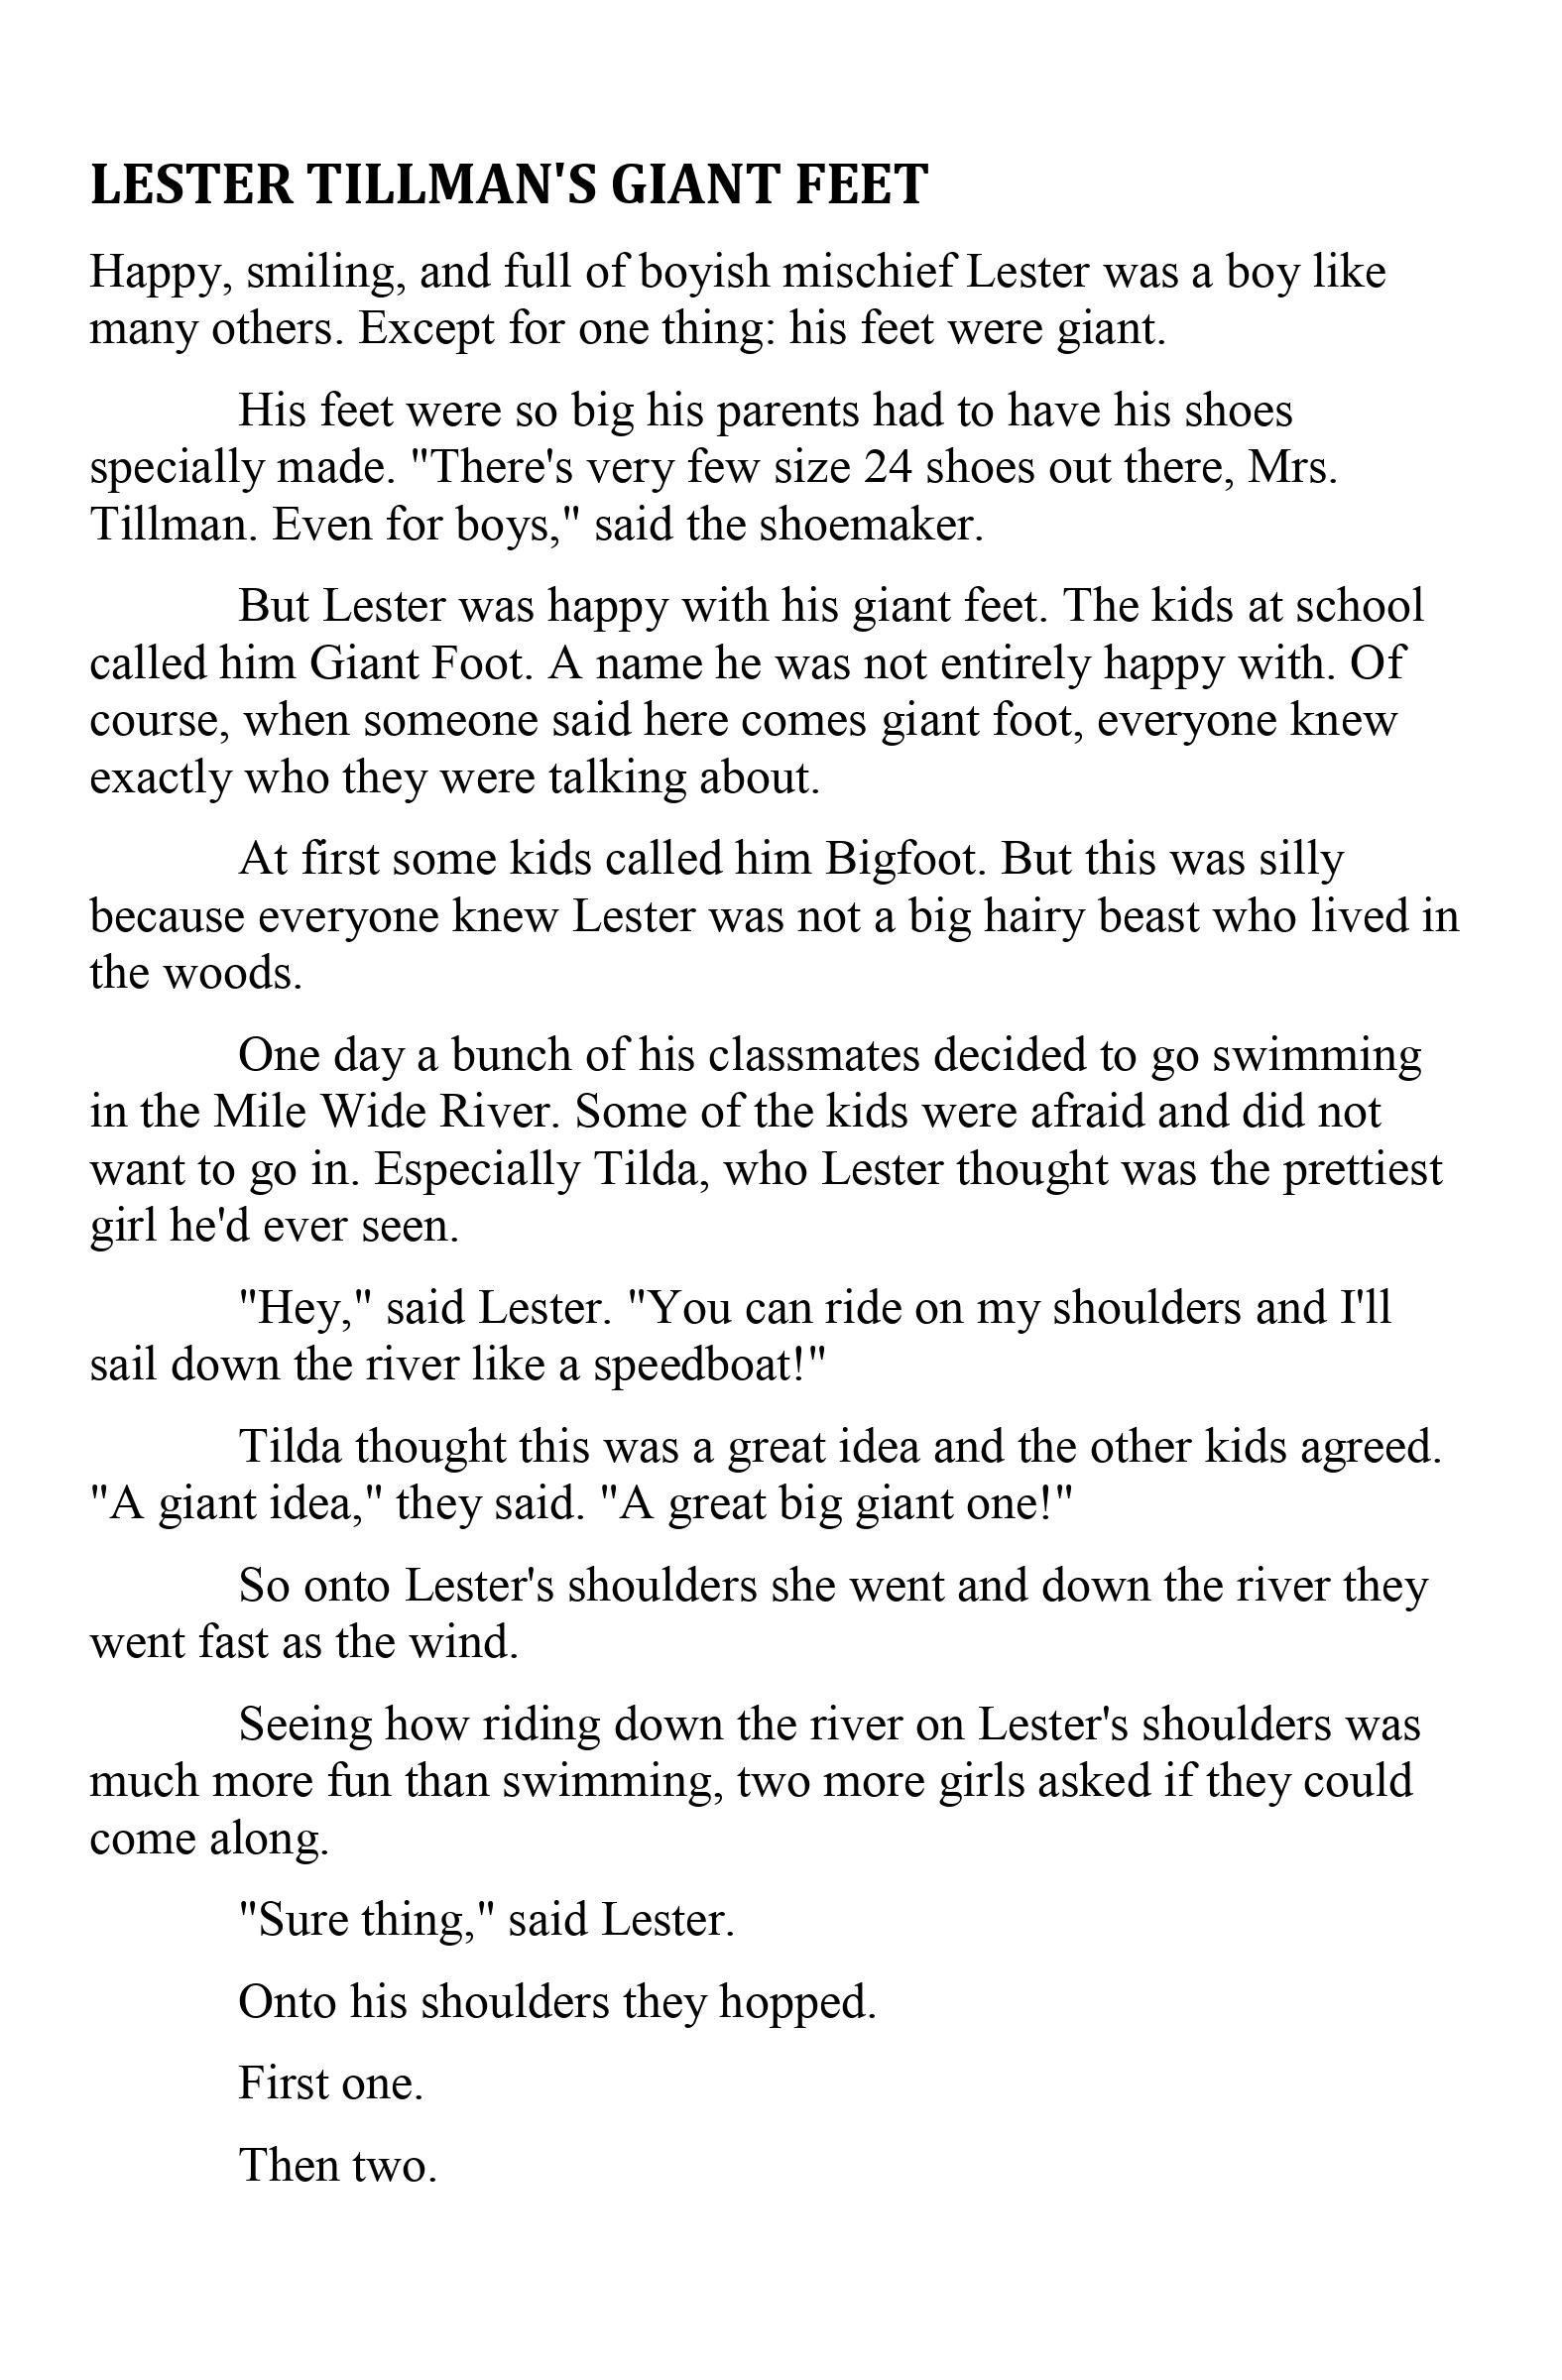 LESTER TILLMAN'S GIANT FEET
Happy, smiling, and full of boyish mischief Lester was a boy like
many others. Except for one thing: his feet were giant.
His feet were so big his parents had to have his shoes
specially made. "There's very few size 24 shoes out there, Mrs.
Tillman. Even for boys," said the shoemaker.
But Lester was happy with his giant feet. The kids at school
called him Giant Foot. A name he was not entirely happy with. Of
course, when someone said here comes giant foot, everyone knew
exactly who they were talking about.
At first some kids called him Bigfoot. But this was silly
because everyone knew Lester was not a big hairy beast who lived in
the woods.
One day a bunch of his classmates decided to go swimming
in the Mile Wide River. Some of the kids were afraid and did not
want to go in. Especially Tilda, who Lester thought was the prettiest
girl he'd ever seen.
"Hey," said Lester. "You can ride on my shoulders and I'll
sail down the river like a speedboat!"
Tilda thought this was a great idea and the other kids agreed.
"A giant idea," they said. "A great big giant one!"
So onto Lester's shoulders she went and down the river they
went fast as the wind.
Seeing how riding down the river on Lester's shoulders was
much more fun than swimming, two more girls asked if they could
come along.
"Sure thing," said Lester.
Onto his shoulders they hopped.
First one.
Then two.